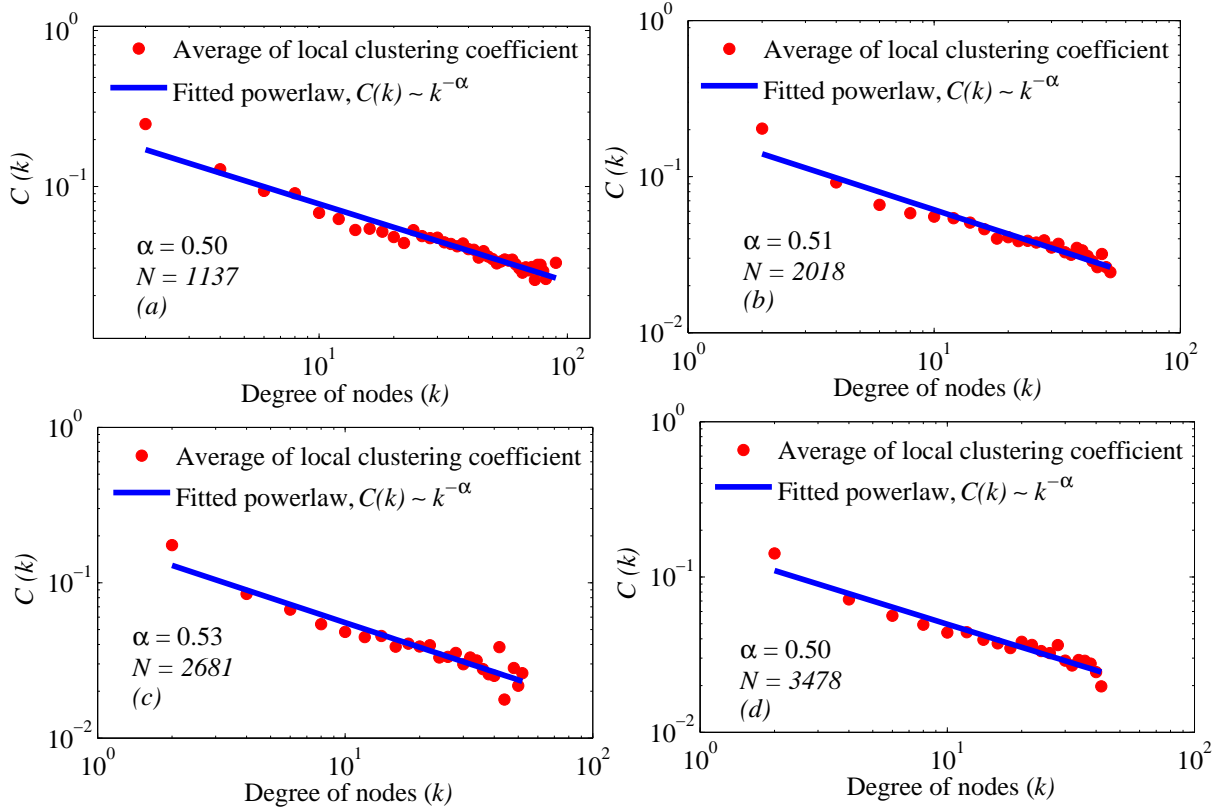 10^0
Average of local clustering coefficient
Fitted powerlaw, C(k) ~ k^−α
C (k)
10^−1
α = 0.50
N = 1137
(a)
10^1
10^2
Degree of nodes (k)
10^0
Average of local clustering coefficient
Fitted powerlaw, C(k) ~ k^−α
C (k)
10^−1
α = 0.51
N = 2018
(b)
10^−2
10^0
10^1
10^2
Degree of nodes (k)
10^0
Average of local clustering coefficient
Fitted powerlaw, C(k) ~ k^−α
C (k)
10^−1
α = 0.53
N = 2681
(c)
10^−2
10^0
10^1
10^2
Degree of nodes (k)
10^0
Average of local clustering coefficient
Fitted powerlaw, C(k) ~ k^−α
C (k)
10^−1
α = 0.50
N = 3478
(d)
10^−2
10^0
10^1
10^2
Degree of nodes (k)